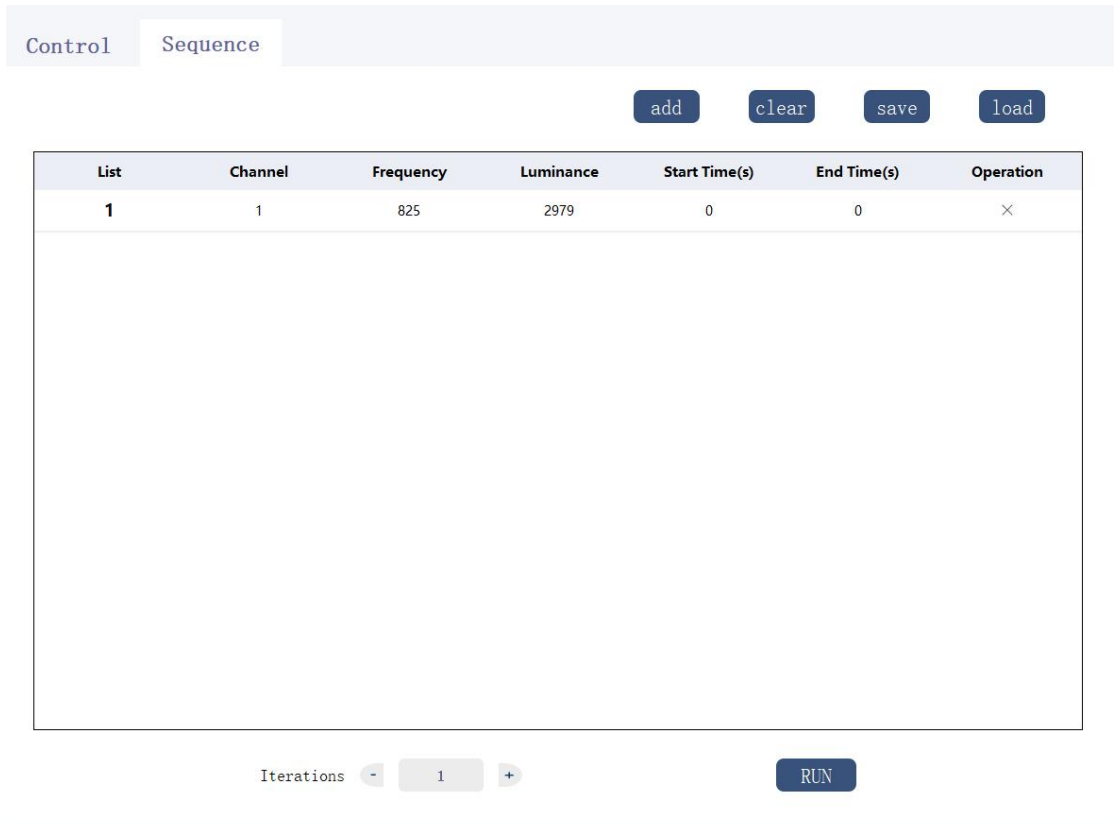 Control Sequence
add clear save load
List Channel Frequency Luminance Start Time(s) End Time(s) Operation
1 1 825 2979 0 0 ×
Iterations - 1 + RUN